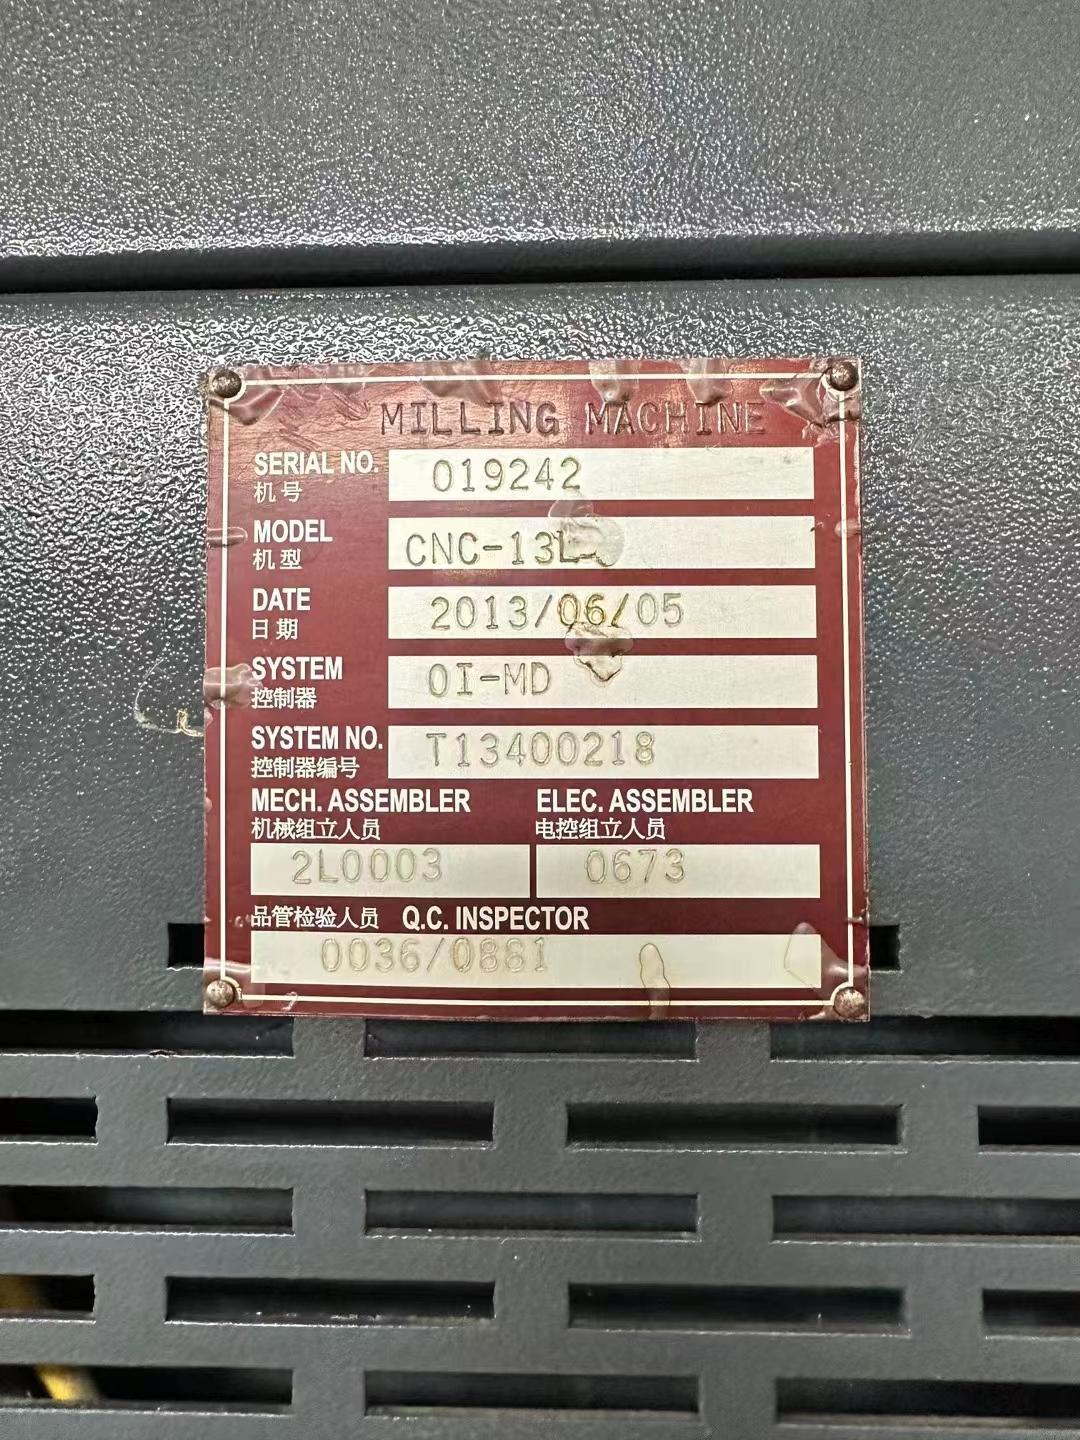 MILLING MACHINE
SERIAL NO. 019242
机号
MODEL CNC-13L
机型
DATE 2013/06/05
日期
SYSTEM 0I-MD
控制器
SYSTEM NO. T13400218
控制器编号
MECH. ASSEMBLER ELEC. ASSEMBLER
机械组立人员 电控组立人员
2L0003 0673
品管检验人员 Q.C. INSPECTOR
0036/0881